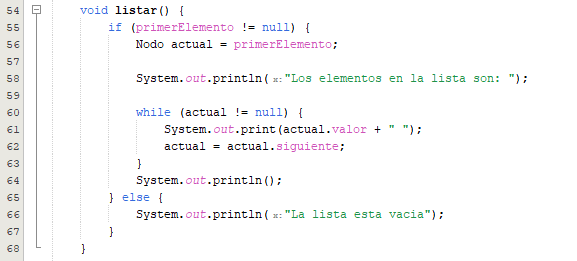 54 void listar() {
55 if (primerElemento != null) {
56 Nodo actual = primerElemento;
57
58 System.out.println( x: "Los elementos en la lista son: ");
59
60 while (actual != null) {
61 System.out.print(actual.valor + " ");
62 actual = actual.siguiente;
63 }
64 System.out.println();
65 } else {
66 System.out.println( x: "La lista esta vacia");
67 }
68 }